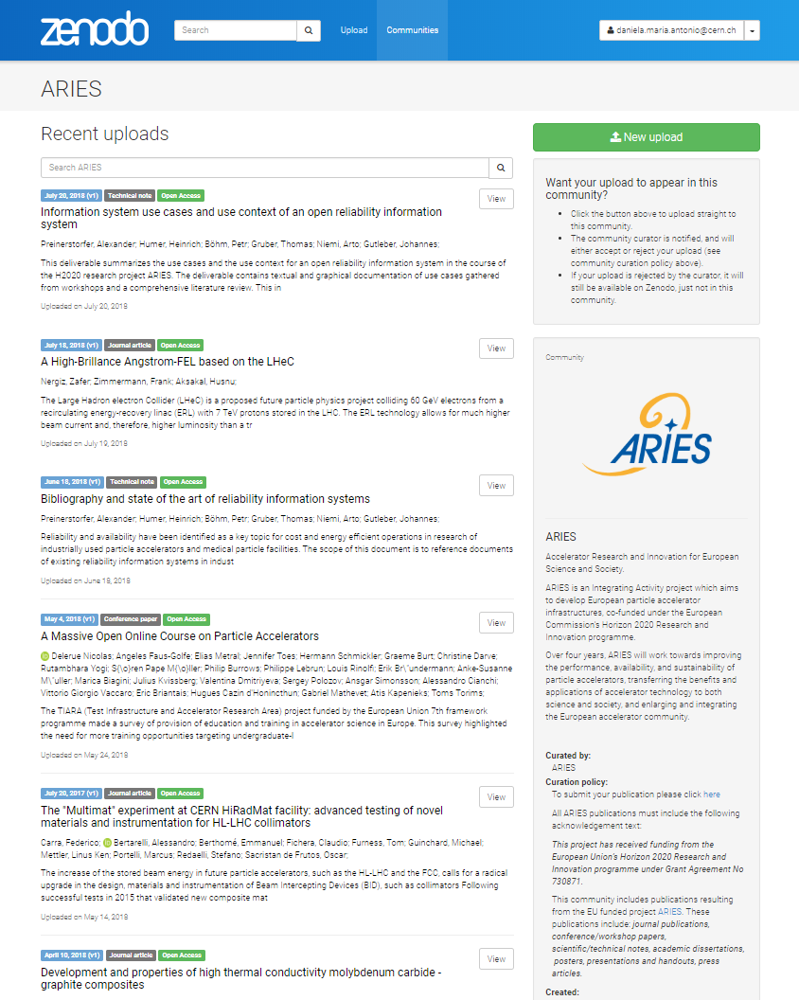 zenodo
Search
Upload
Communities
daniela.maria.antonio@cern.ch
ARIES
Recent uploads
Search ARIES
July 20, 2018 (v1) Technical note Open Access
View
Information system use cases and use context of an open reliability information
system
Preinerstorfer, Alexander; Humer, Heinrich; Böhm, Petr; Gruber, Thomas; Niemi, Arto; Gutleber, Johannes;
This deliverable summarizes the use cases and the use context for an open reliability information system in the course of
the H2020 research project ARIES. The deliverable contains textual and graphical documentation of use cases gathered
from workshops and a comprehensive literature review. This in
Uploaded on July 20, 2018
July 18, 2018 (v1) Journal article Open Access
View
A High-Brillance Angstrom-FEL based on the LHeC
Nergiz, Zafer; Zimmermann, Frank; Aksakal, Husnu;
The Large Hadron electron Collider (LHeC) is a proposed future particle physics project colliding 60 GeV electrons from a
recirculating energy-recovery linac (ERL) with 7 TeV protons stored in the LHC. The ERL technology allows for much higher
beam current and, therefore, higher luminosity than a tr
Uploaded on July 19, 2018
June 18, 2018 (v1) Technical note Open Access
View
Bibliography and state of the art of reliability information systems
Preinerstorfer, Alexander; Humer, Heinrich; Böhm, Petr; Gruber, Thomas; Niemi, Arto; Gutleber, Johannes;
Reliability and availability have been identified as a key topic for cost and energy efficient operations in research of
industrially used particle accelerators and medical particle facilities. The scope of this document is to reference documents
of existing reliability information systems in indust
Uploaded on June 18, 2018
May 4, 2018 (v1) Conference paper Open Access
View
A Massive Open Online Course on Particle Accelerators
Delerue Nicolas; Angeles Faus-Golfe; Elias Metral; Jennifer Toes; Hermann Schmickler; Graeme Burt; Christine Darve;
Rutambhara Yogi; S{\o}ren Pape M{\o}ller; Philip Burrows; Philippe Lebrun; Louis Rinolfi; Erik Br\"undermann; Anke-Susanne
M\"uller; Marica Biagini; Julius Kvissberg; Valentina Dmitriyeva; Sergey Polozov; Ansgar Simonsson; Alessandro Cianchi;
Vittorio Giorgio Vaccaro; Eric Briantais; Hugues Cazin d'Honincthun; Gabriel Mathevet; Atis Kapenieks; Toms Torims;
The TIARA (Test Infrastructure and Accelerator Research Area) project funded by the European Union 7th framework
programme made a survey of provision of education and training in accelerator science in Europe. This survey highlighted
the need for more training opportunities targeting undergraduate-l
Uploaded on May 24, 2018
July 20, 2017 (v1) Journal article Open Access
View
The "Multimat" experiment at CERN HiRadMat facility: advanced testing of novel
materials and instrumentation for HL-LHC collimators
Carra, Federico; Bertarelli, Alessandro; Berthomé, Emmanuel; Fichera, Claudio; Furness, Tom; Guinchard, Michael;
Mettler, Linus Ken; Portelli, Marcus; Redaelli, Stefano; Sacristan de Frutos, Oscar;
The increase of the stored beam energy in future particle accelerators, such as the HL-LHC and the FCC, calls for a radical
upgrade in the design, materials and instrumentation of Beam Intercepting Devices (BID), such as collimators Following
successful tests in 2015 that validated new composite mat
Uploaded on May 14, 2018
April 10, 2018 (v1) Journal article Open Access
View
Development and properties of high thermal conductivity molybdenum carbide -
graphite composites
New upload
Want your upload to appear in this
community?
• Click the button above to upload straight to
this community.
• The community curator is notified, and will
either accept or reject your upload (see
community curation policy above).
• If your upload is rejected by the curator, it will
still be available on Zenodo, just not in this
community.
Community
ARIES
ARIES
Accelerator Research and Innovation for European
Science and Society.
ARIES is an Integrating Activity project which aims
to develop European particle accelerator
infrastructures, co-funded under the European
Commission's Horizon 2020 Research and
Innovation programme.
Over four years, ARIES will work towards improving
the performance, availability, and sustainability of
particle accelerators, transferring the benefits and
applications of accelerator technology to both
science and society, and enlarging and integrating
the European accelerator community.
Curated by:
ARIES
Curation policy:
To submit your publication please click here
All ARIES publications must include the following
acknowledgement text:
This project has received funding from the
European Union's Horizon 2020 Research and
Innovation programme under Grant Agreement No
730871.
This community includes publications resulting
from the EU funded project ARIES. These
publications include: journal publications,
conference/workshop papers,
scientific/technical notes, academic dissertations,
posters, presentations and handouts, press
articles.
Created: